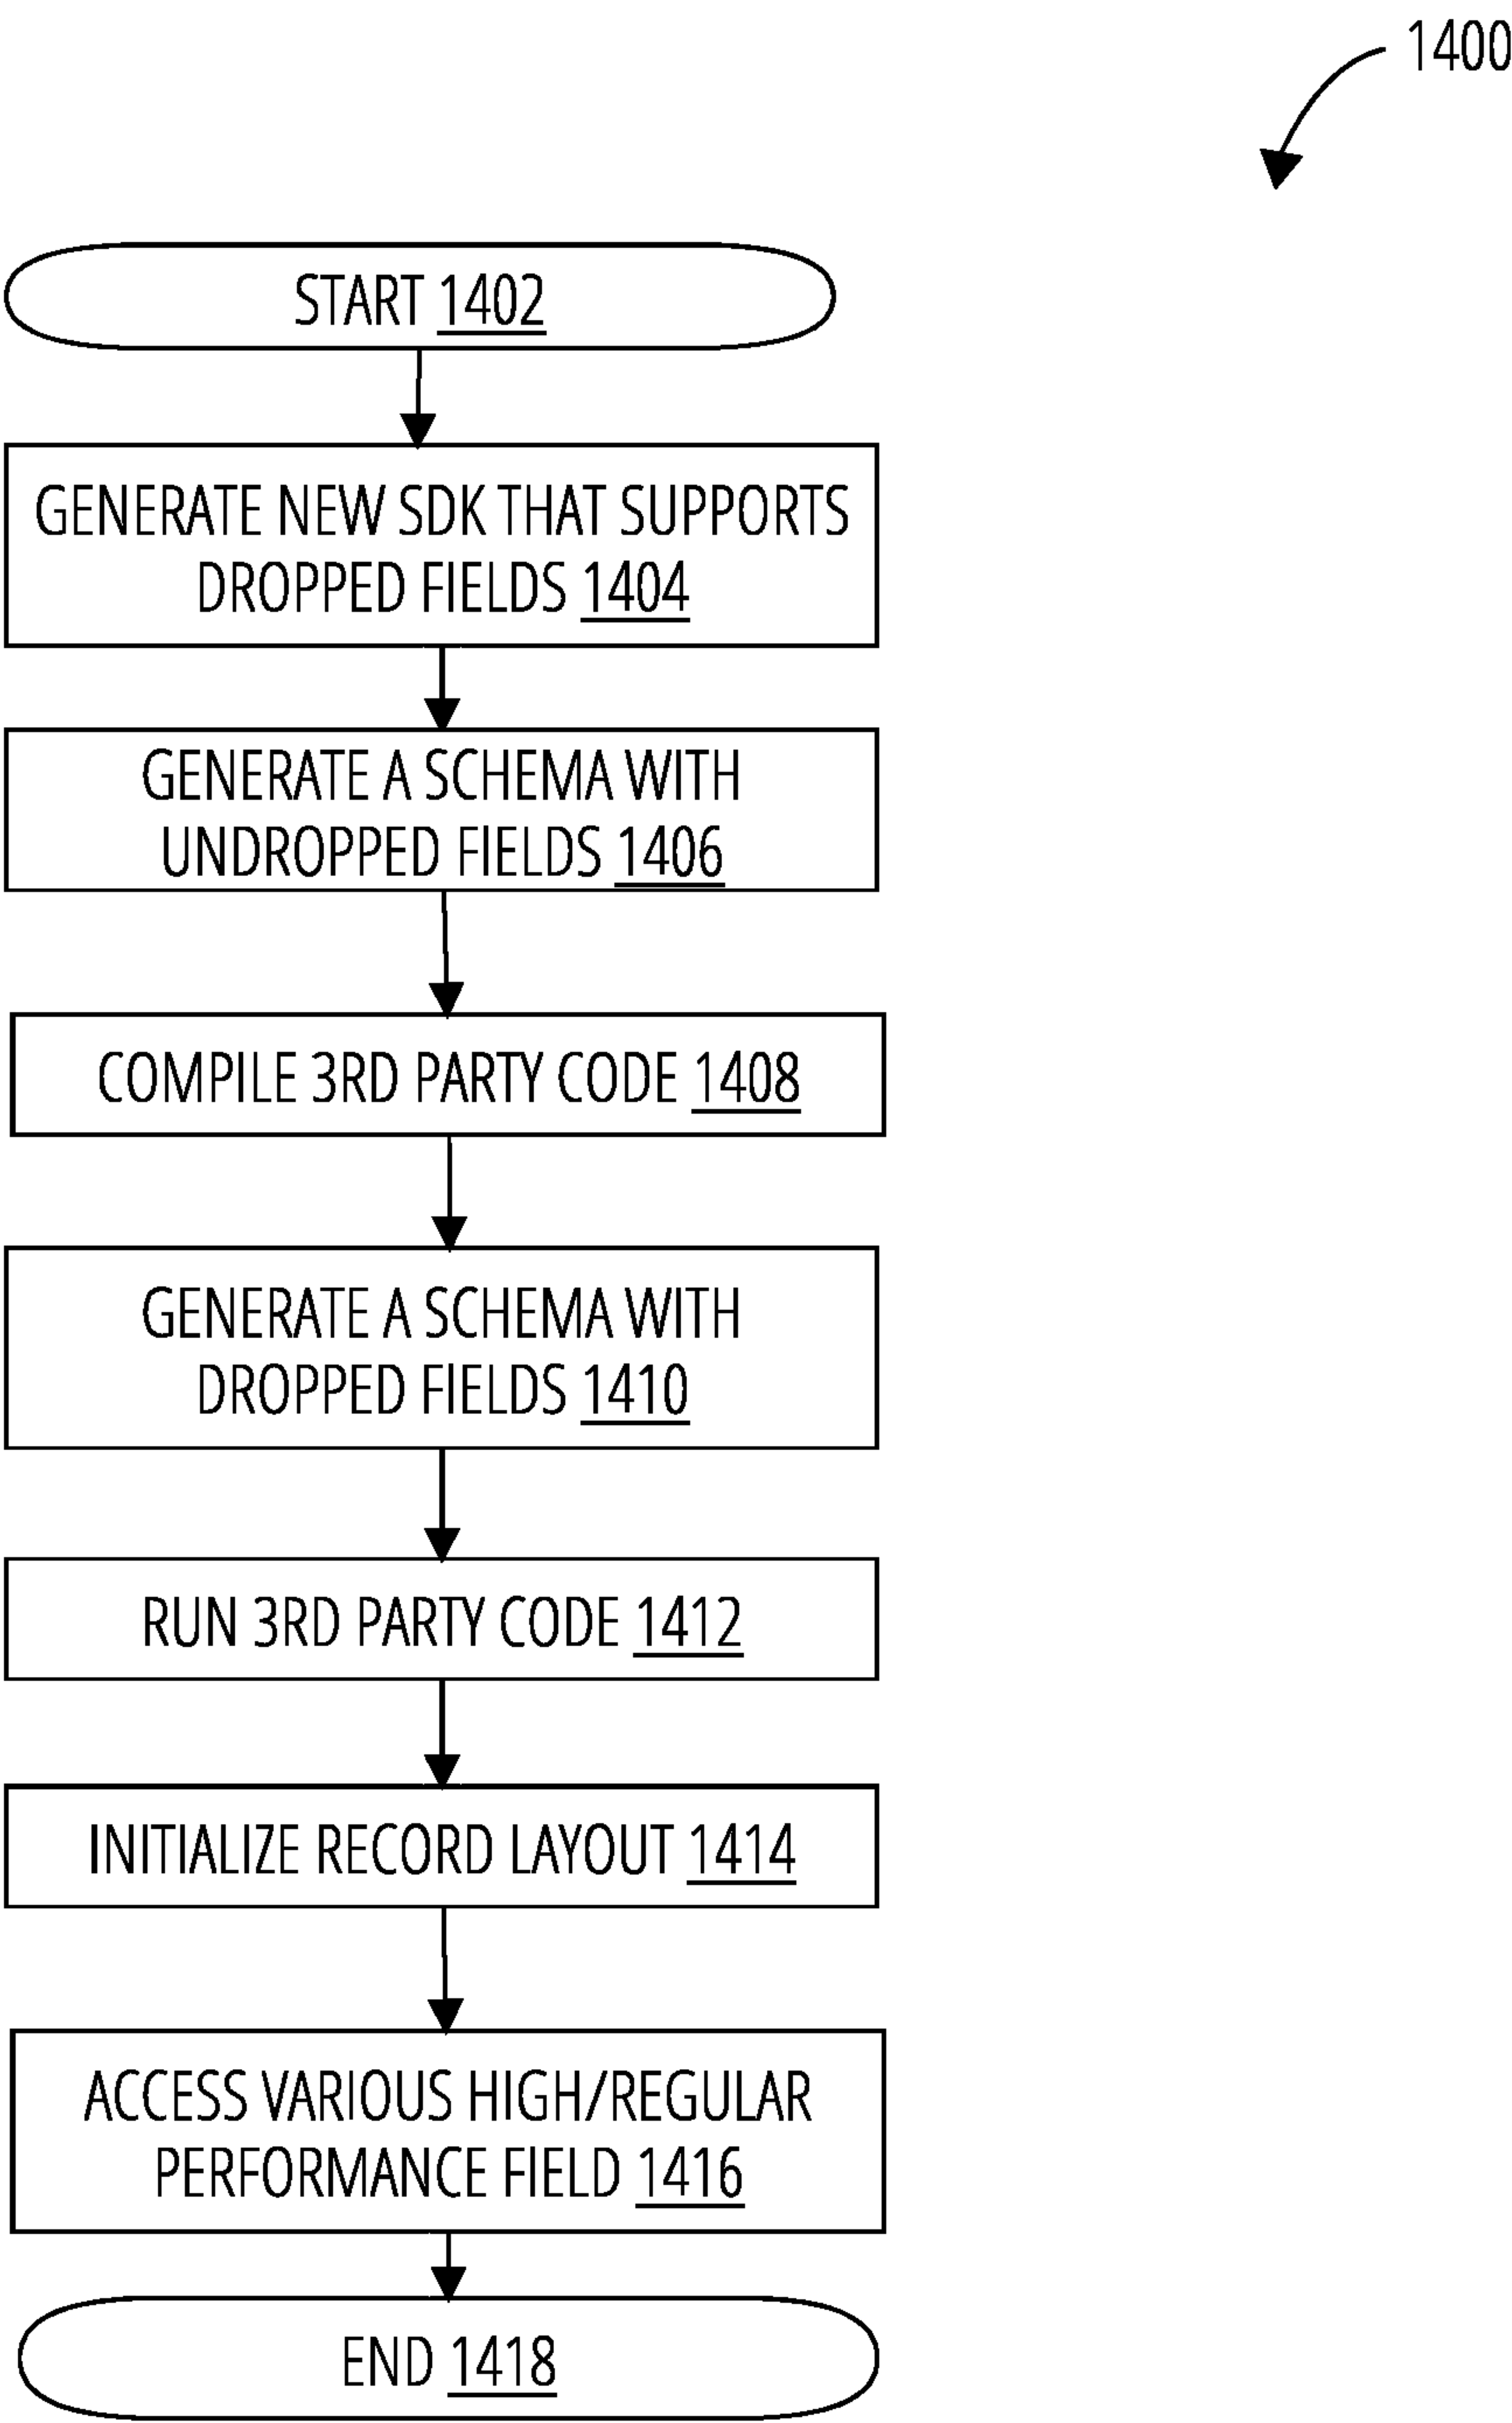 1400
START 1402
GENERATE NEW SDK THAT SUPPORTS
DROPPED FIELDS 1404
GENERATE A SCHEMA WITH
UNDROPPED FIELDS 1406
COMPILE 3RD PARTY CODE 1408
GENERATE A SCHEMA WITH
DROPPED FIELDS 1410
RUN 3RD PARTY CODE 1412
INITIALIZE RECORD LAYOUT 1414
ACCESS VARIOUS HIGH/REGULAR
PERFORMANCE FIELD 1416
END 1418